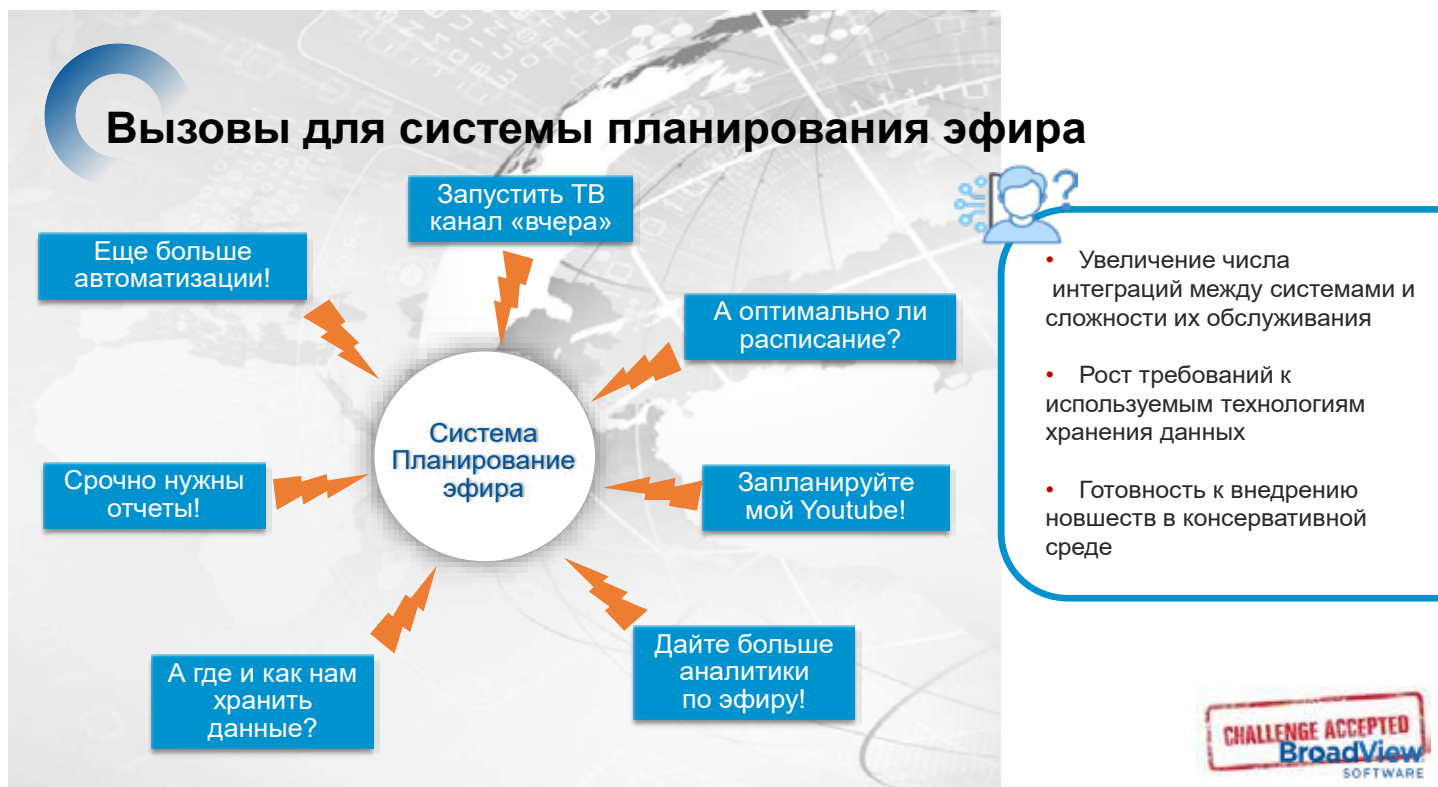 Вызовы для системы планирования эфира
Запустить ТВ
канал «вчера»
Еще больше
автоматизации!
А оптимально ли
расписание?
Система
Планирование
эфира
Срочно нужны
отчеты!
Запланируйте
мой Youtube!
А где и как нам
хранить
данные?
Дайте больше
аналитики
по эфиру!
?
• Увеличение числа
интеграций между системами и
сложности их обслуживания
• Рост требований к
используемым технологиям
хранения данных
• Готовность к внедрению
новшеств в консервативной
среде
CHALLENGE ACCEPTED
BroadView
SOFTWARE